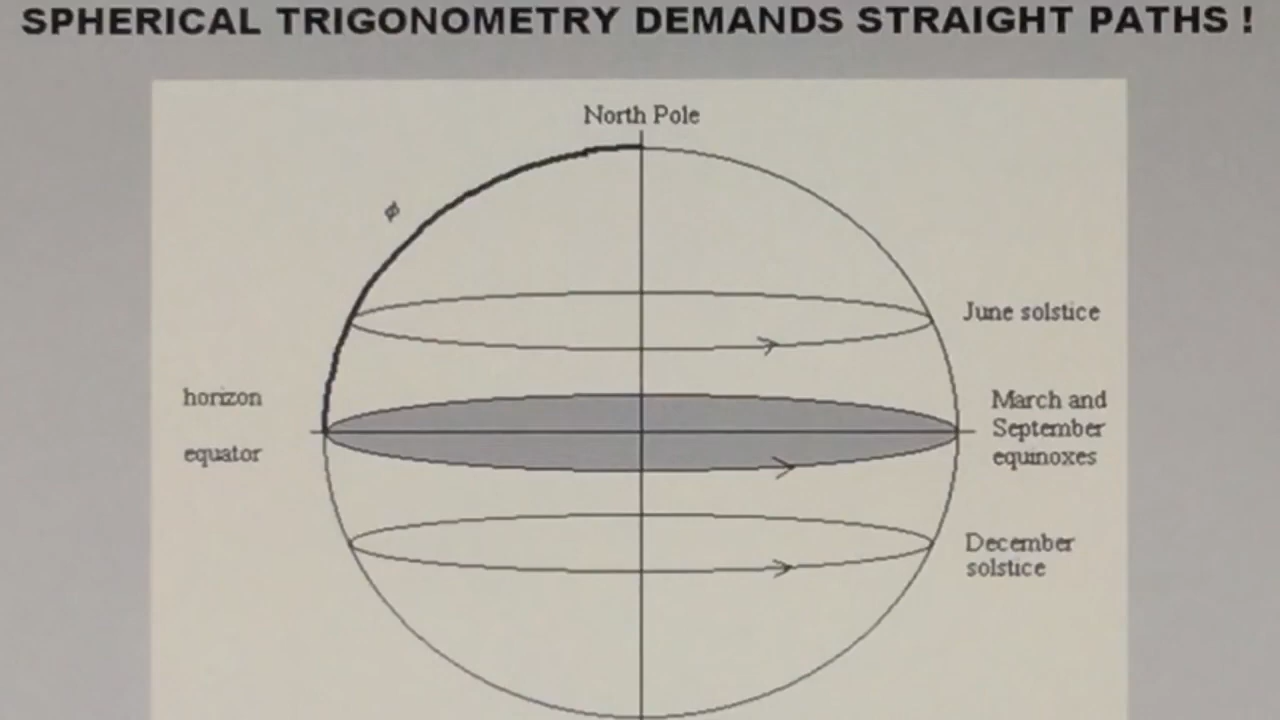 SPHERICAL TRIGONOMETRY DEMANDS STRAIGHT PATHS !
North Pole
ø
June solstice
horizon
March and
September
equinoxes
equator
December
solstice